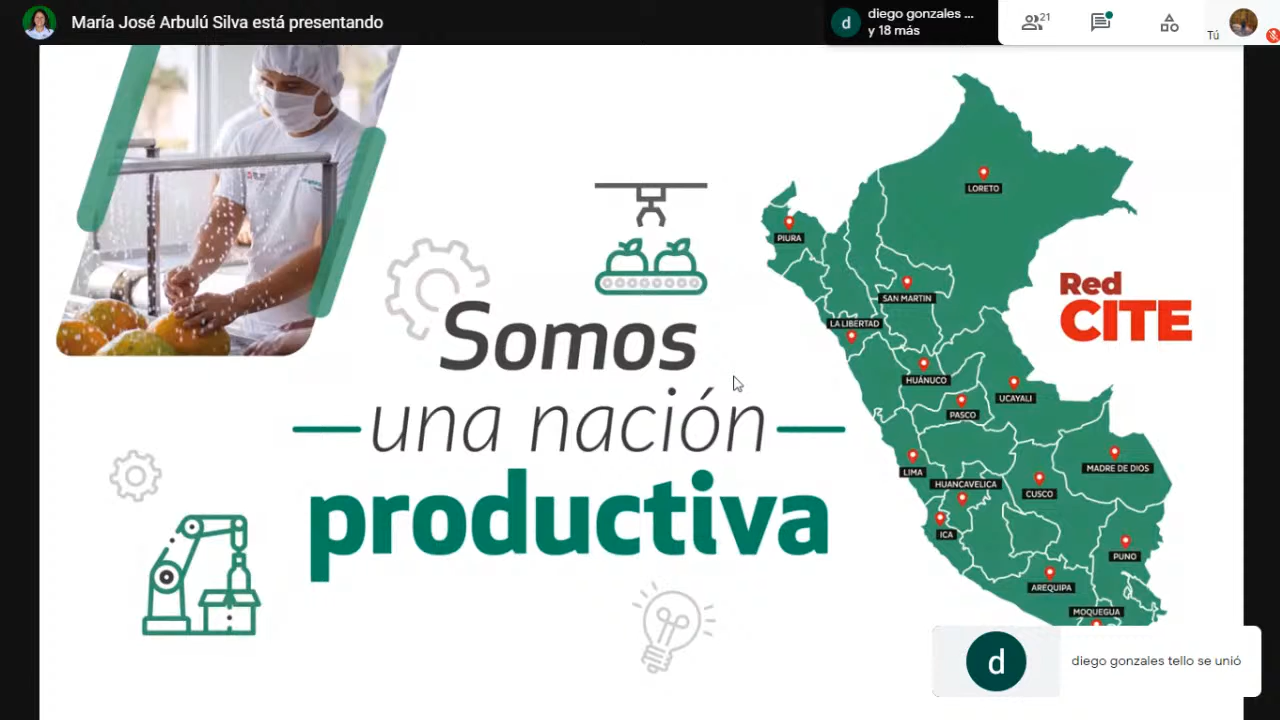 María José Arbulú Silva está presentando
d
diego gonzales ...
y 18 más
21
Tú
LORETO
PIURA
Red
CITE
SAN MARTIN
LA LIBERTAD
Somos
HUÁNUCO
UCAYALI
PASCO
una nación
LIMA
MADRE DE DIOS
HUANCAVELICA
CUSCO
productiva
ICA
PUNO
AREQUIPA
MOQUEGUA
d
diego gonzales tello se unió